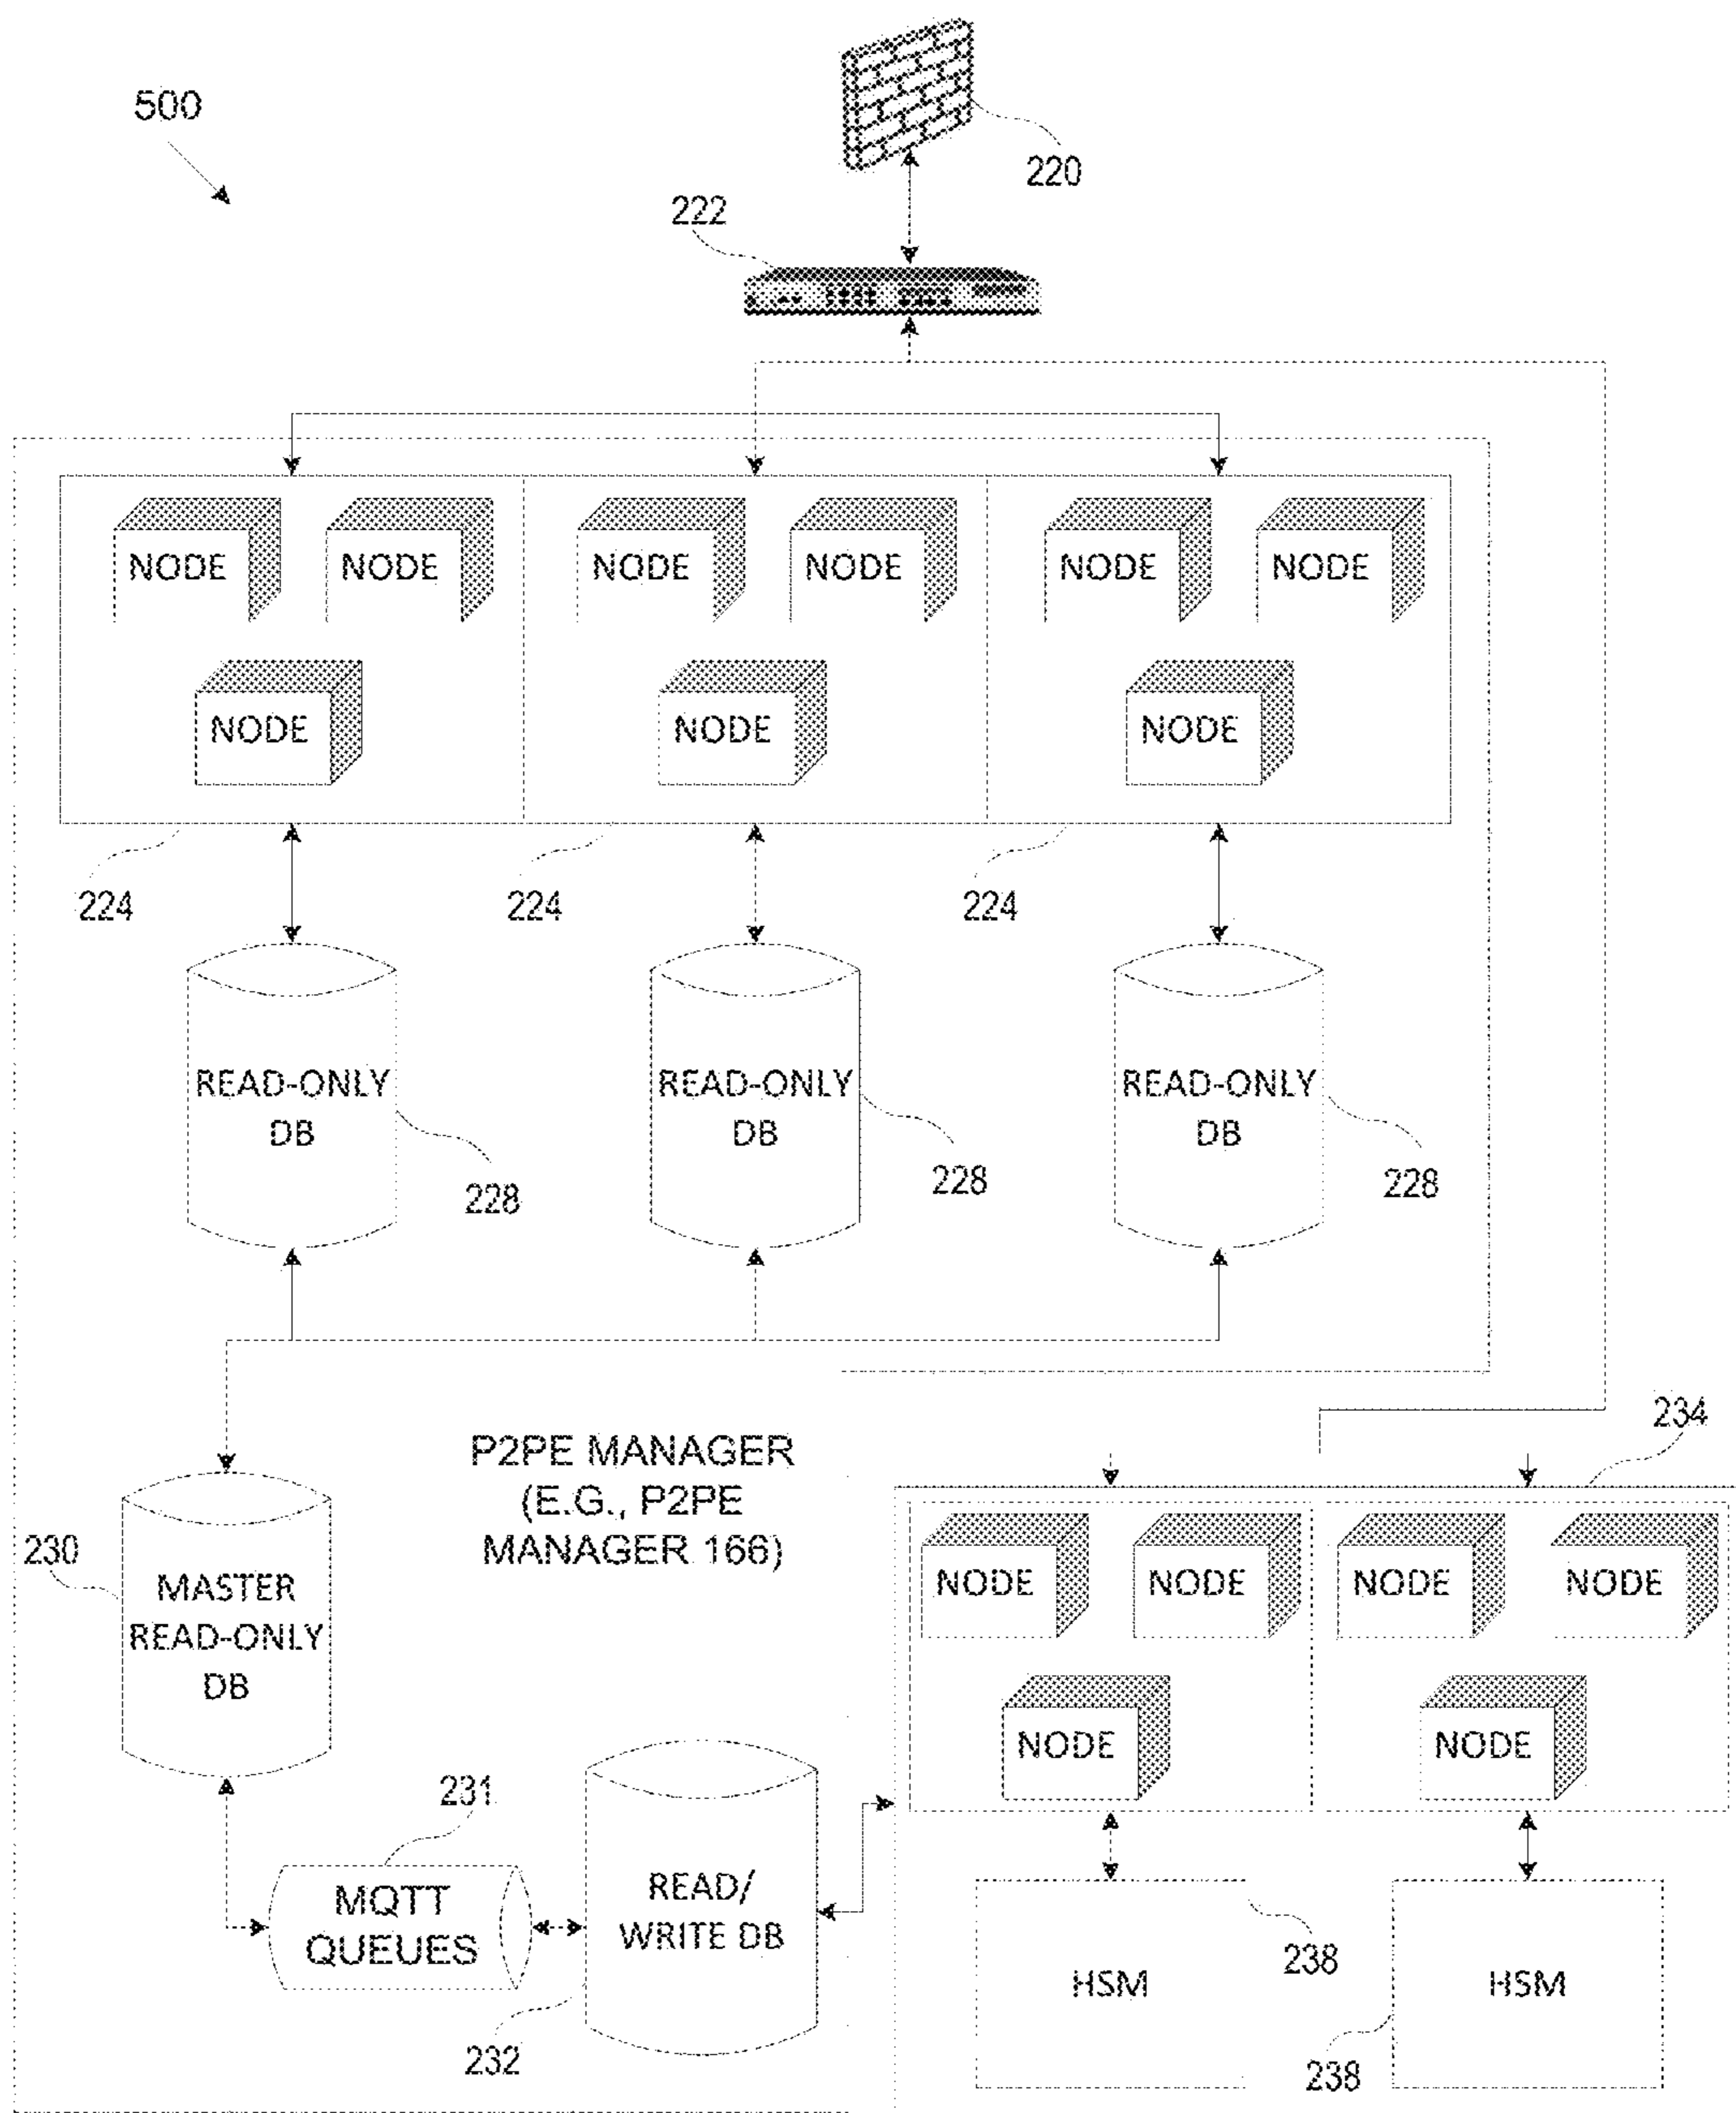 500
220
222
NODE NODE NODE NODE NODE NODE
NODE NODE NODE
224 224 224
READ-ONLY
DB
READ-ONLY
DB
READ-ONLY
DB
228 228 228
P2PE MANAGER
(E.G., P2PE
MANAGER 166)
234
230
MASTER
READ-ONLY
DB
NODE NODE NODE NODE
NODE NODE
231
MQTT
QUEUES
READ/
WRITE DB
232
HSM
238
HSM
238